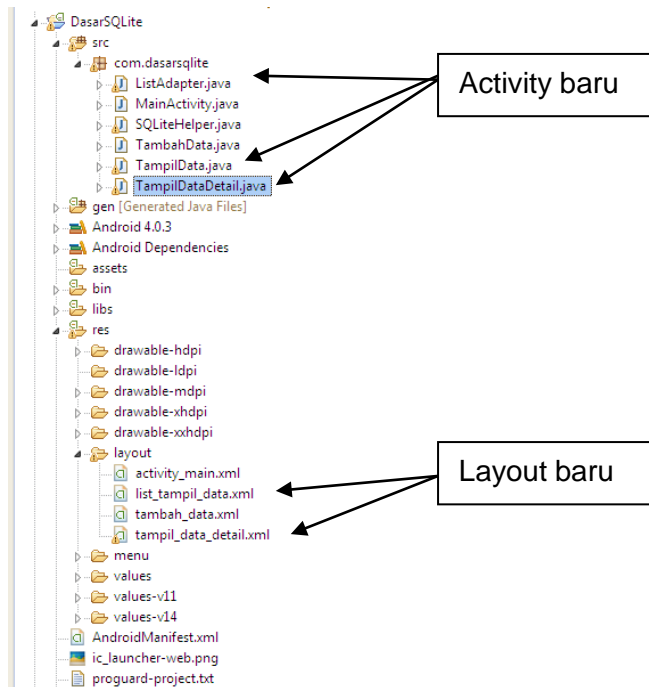 DasarSQLite
src
com.dasarsqlite
ListAdapter.java
MainActivity.java
SQLiteHelper.java
TambahData.java
TampilData.java
TampilDataDetail.java
gen [Generated Java Files]
Android 4.0.3
Android Dependencies
assets
bin
libs
res
drawable-hdpi
drawable-ldpi
drawable-mdpi
drawable-xhdpi
drawable-xxhdpi
layout
activity_main.xml
list_tampil_data.xml
tambah_data.xml
tampil_data_detail.xml
menu
values
values-v11
values-v14
AndroidManifest.xml
ic_launcher-web.png
proguard-project.txt
Activity baru
Layout baru